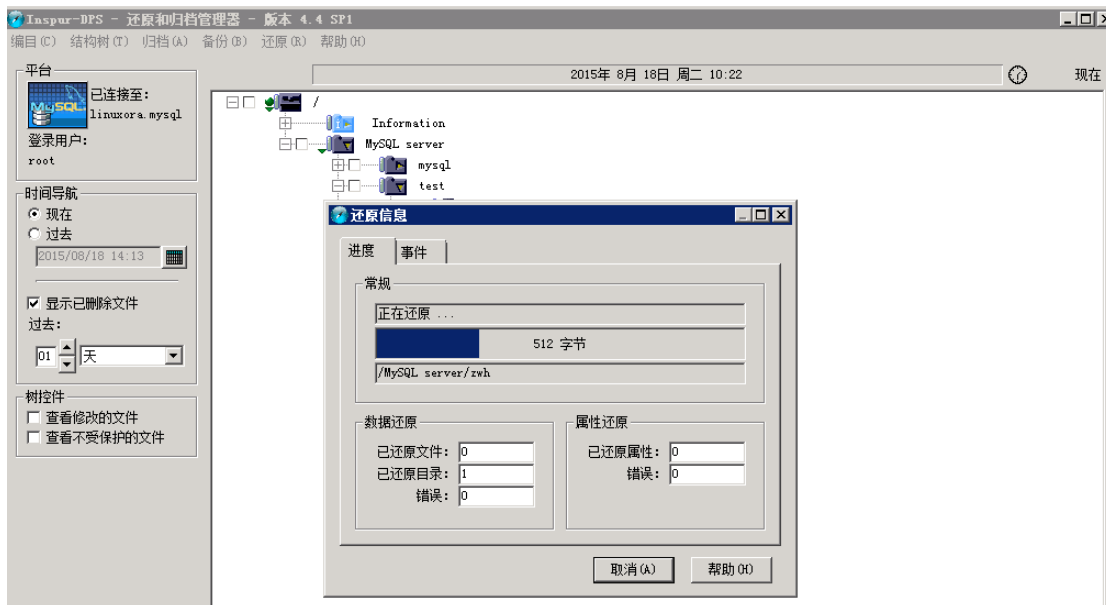 Inspur-DPS - 还原和归档管理器 - 版本 4.4 SP1
编目(C) 结构树(T) 归档(A) 备份(B) 还原(R) 帮助(H)
平台
MySQL
已连接至:
linuxora.mysql
登录用户:
root
时间导航
现在
过去
2015/08/18 14:13
显示已删除文件
过去:
01 天
树控件
查看修改的文件
查看不受保护的文件
2015年 8月 18日 周二 10:22
现在
/
Information
MySQL server
mysql
test
还原信息
进度 事件
常规
正在还原 ...
512 字节
/MySQL server/zwh
数据还原
已还原文件: 0
已还原目录: 1
错误: 0
属性还原
已还原属性: 0
错误: 0
取消(A) 帮助(H)